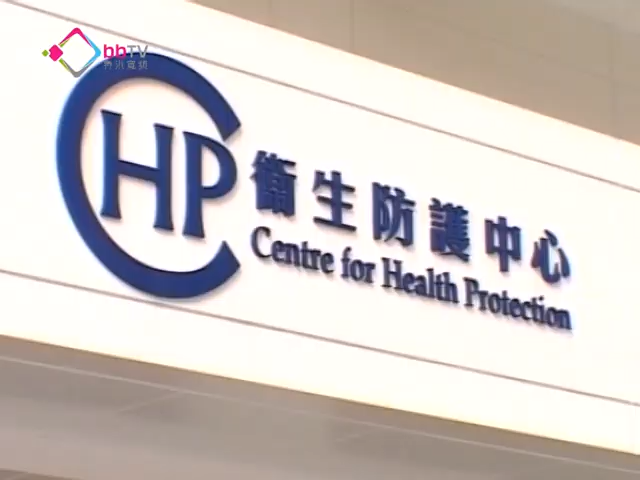 bbTV
CHP
衞生防護中心
Centre for Health Protection